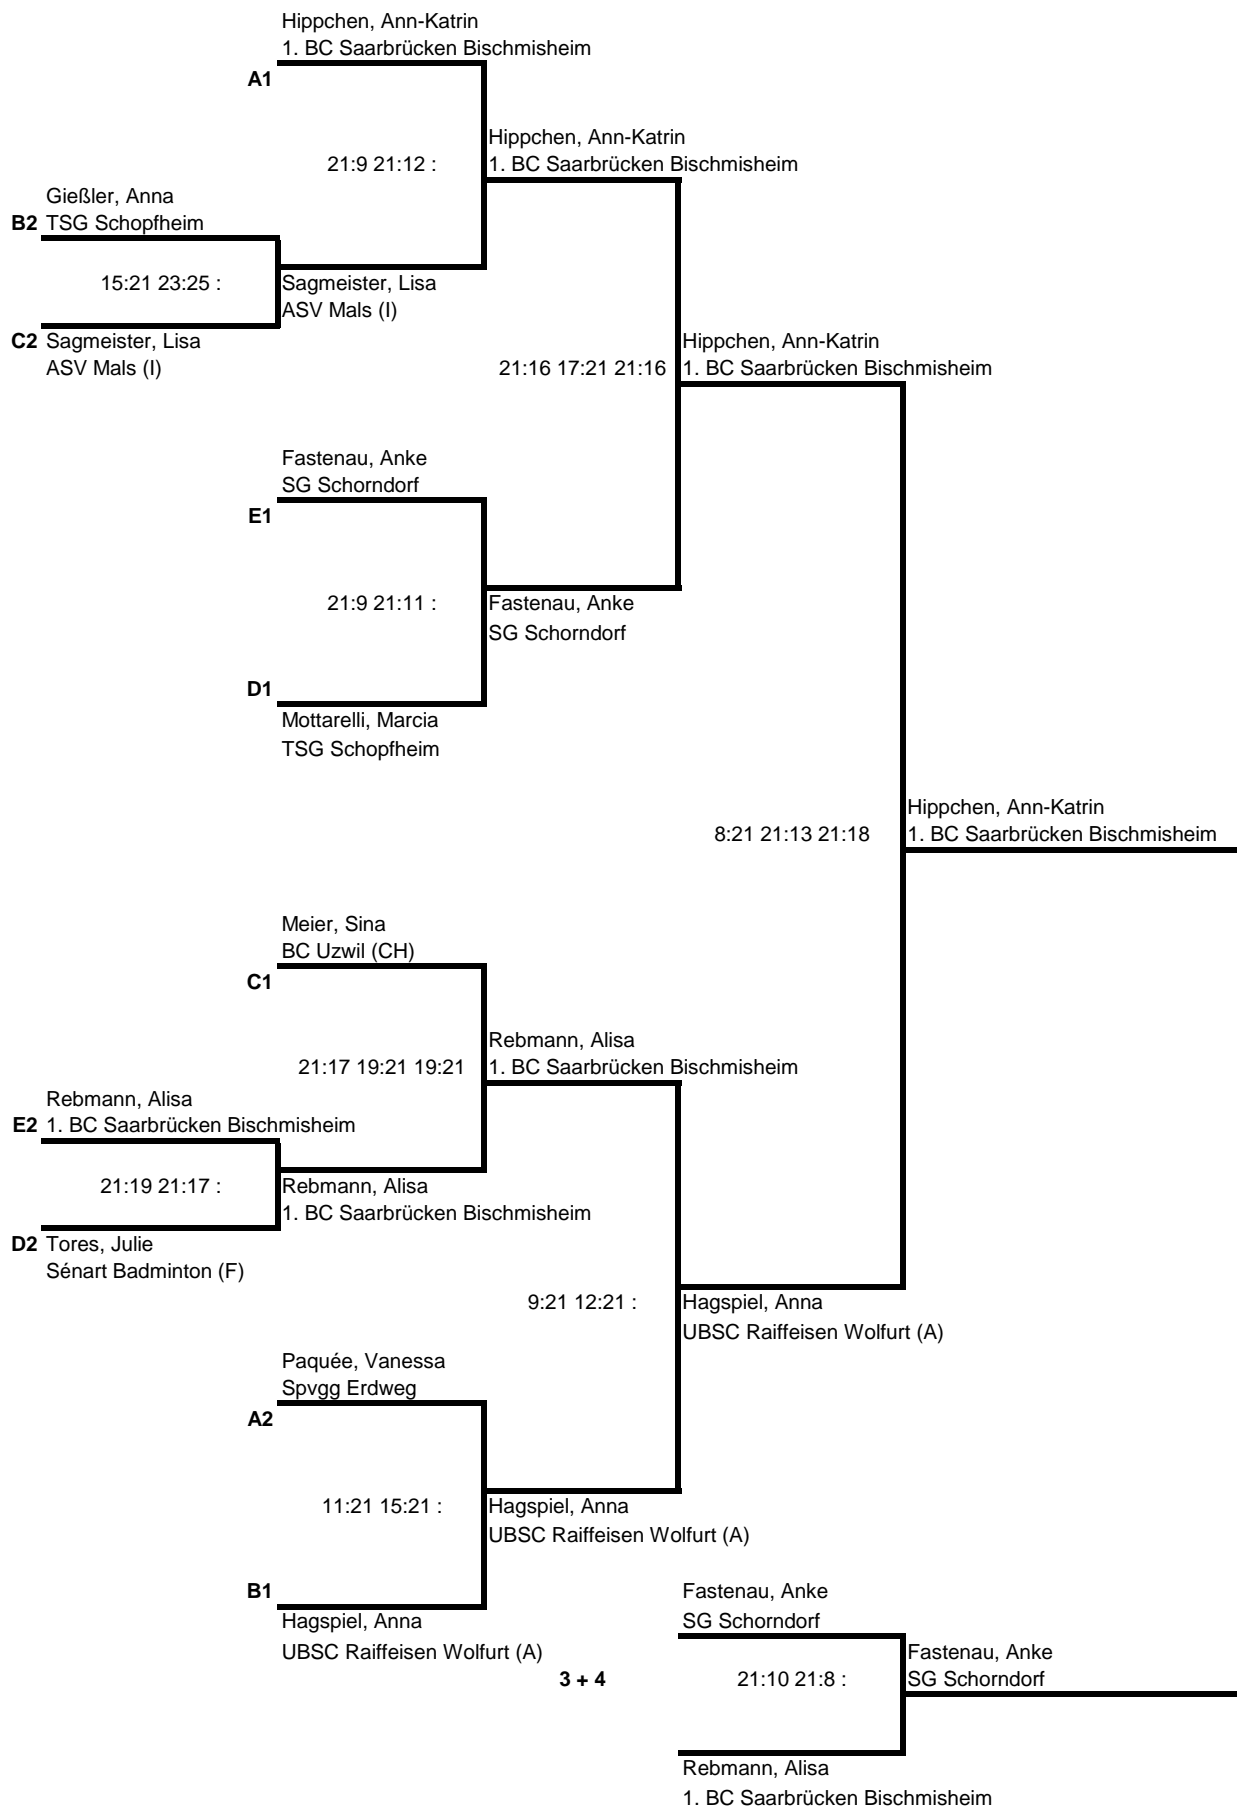 Hippchen, Ann-Katrin
1. BC Saarbrücken Bischmisheim
A1
Hippchen, Ann-Katrin
21:9 21:12 :
1. BC Saarbrücken Bischmisheim
Gießler, Anna
B2 TSG Schopfheim
15:21 23:25 :
Sagmeister, Lisa
ASV Mals (I)
C2 Sagmeister, Lisa
ASV Mals (I)
Hippchen, Ann-Katrin
21:16 17:21 21:16
1. BC Saarbrücken Bischmisheim
Fastenau, Anke
SG Schorndorf
E1
21:9 21:11 :
Fastenau, Anke
SG Schorndorf
D1
Mottarelli, Marcia
TSG Schopfheim
Hippchen, Ann-Katrin
8:21 21:13 21:18
1. BC Saarbrücken Bischmisheim
Meier, Sina
BC Uzwil (CH)
C1
Rebmann, Alisa
21:17 19:21 19:21
1. BC Saarbrücken Bischmisheim
Rebmann, Alisa
E2 1. BC Saarbrücken Bischmisheim
21:19 21:17 :
Rebmann, Alisa
1. BC Saarbrücken Bischmisheim
D2 Tores, Julie
Sénart Badminton (F)
9:21 12:21 :
Hagspiel, Anna
UBSC Raiffeisen Wolfurt (A)
Paquée, Vanessa
Spvgg Erdweg
A2
11:21 15:21 :
Hagspiel, Anna
UBSC Raiffeisen Wolfurt (A)
B1
Hagspiel, Anna
UBSC Raiffeisen Wolfurt (A)
Fastenau, Anke
SG Schorndorf
3 + 4
21:10 21:8 :
Fastenau, Anke
SG Schorndorf
Rebmann, Alisa
1. BC Saarbrücken Bischmisheim